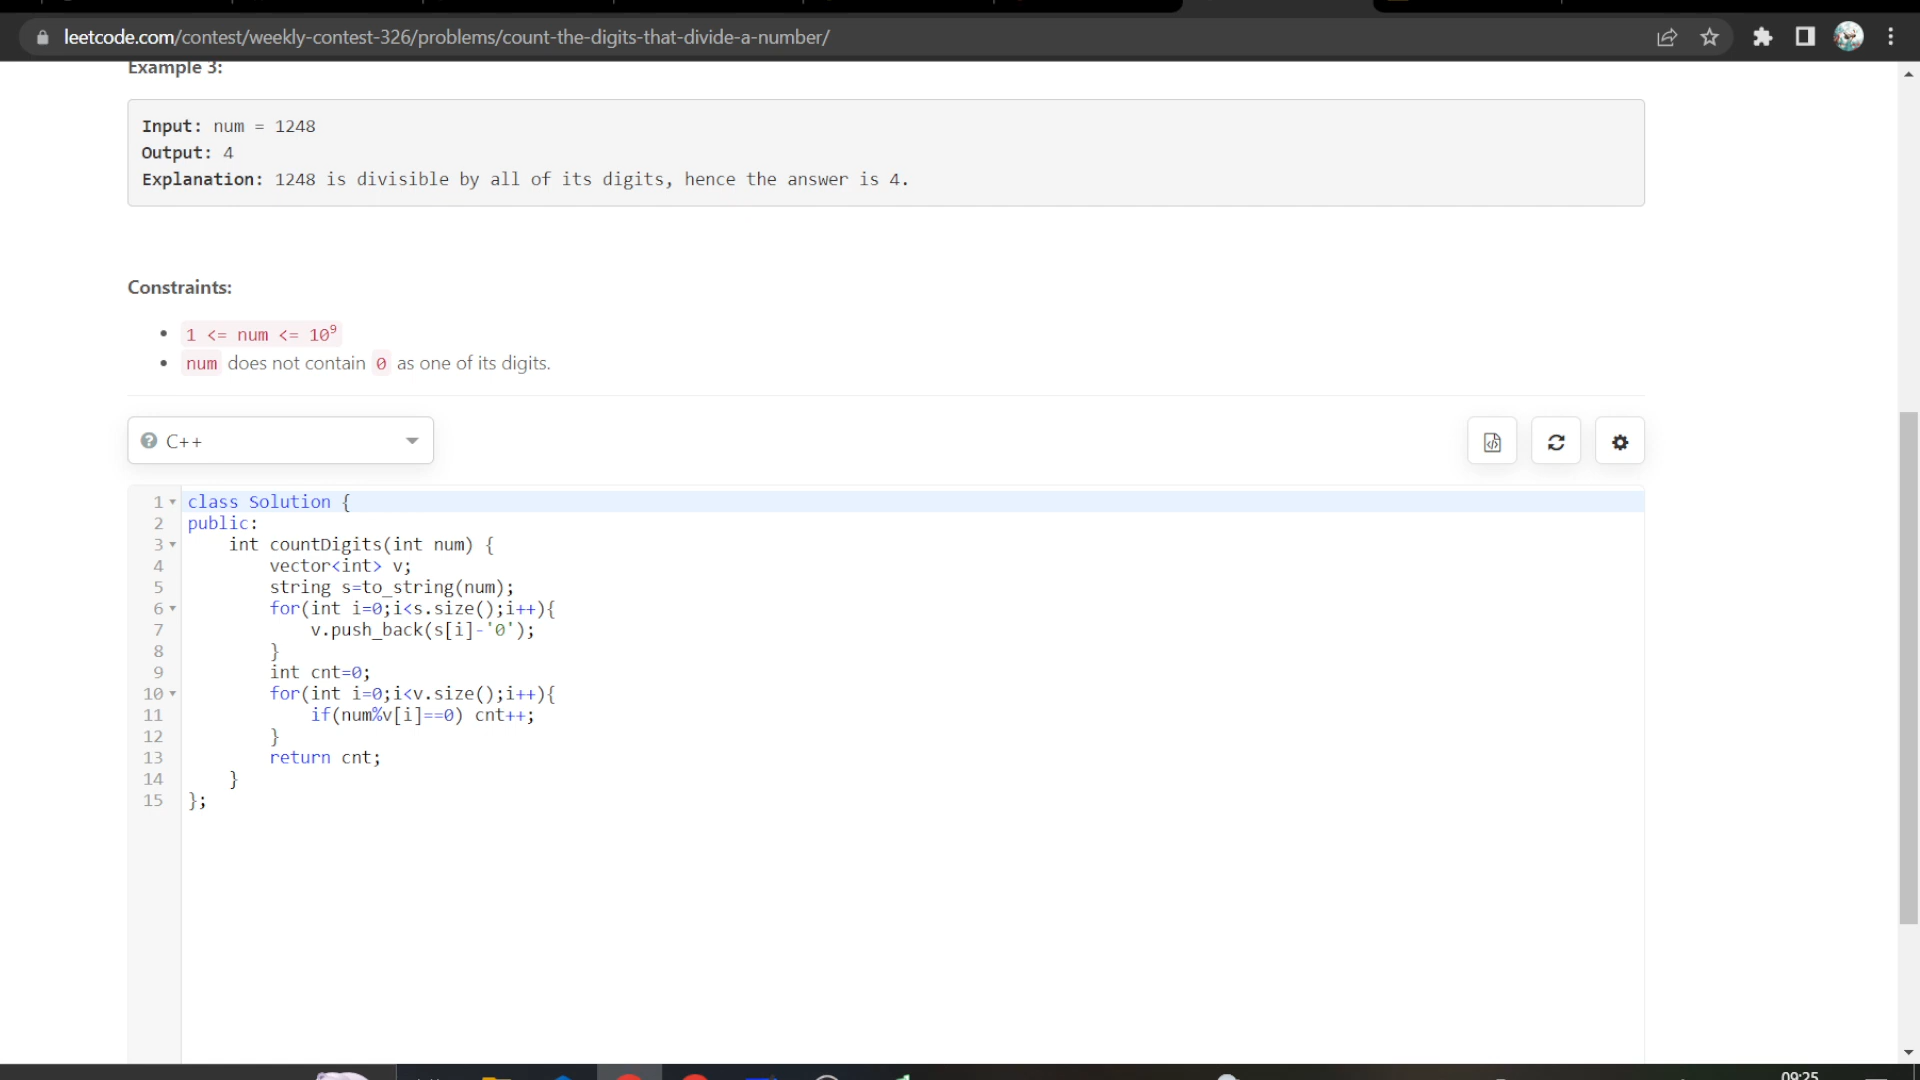 leetcode.com/contest/weekly-contest-326/problems/count-the-digits-that-divide-a-number/
Example 3:
Input: num = 1248
Output: 4
Explanation: 1248 is divisible by all of its digits, hence the answer is 4.
Constraints:
1 <= num <= 10⁹
num does not contain 0 as one of its digits.
C++
1 class Solution {
2 public:
3     int countDigits(int num) {
4         vector<int> v;
5         string s=to_string(num);
6         for(int i=0;i<s.size();i++){
7             v.push_back(s[i]-'0');
8         }
9         int cnt=0;
10         for(int i=0;i<v.size();i++){
11             if(num%v[i]==0) cnt++;
12         }
13         return cnt;
14     }
15 };
09:25